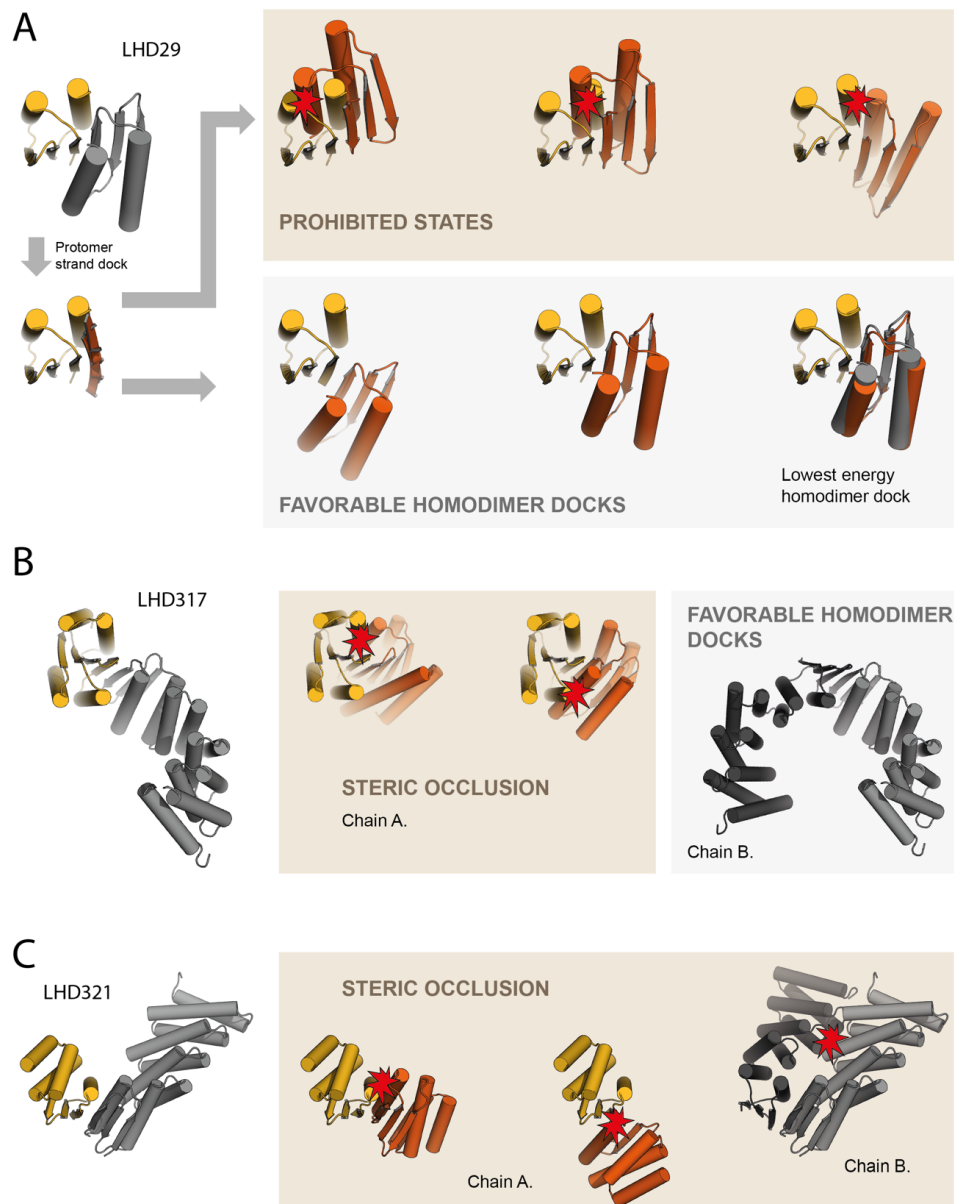 A
LHD29
Protomer
strand dock
PROHIBITED STATES
Lowest energy
homodimer dock
FAVORABLE HOMODIMER DOCKS
B
LHD317
STERIC OCCLUSION
Chain A.
FAVORABLE HOMODIMER
DOCKS
Chain B.
C
LHD321
STERIC OCCLUSION
Chain A.
Chain B.